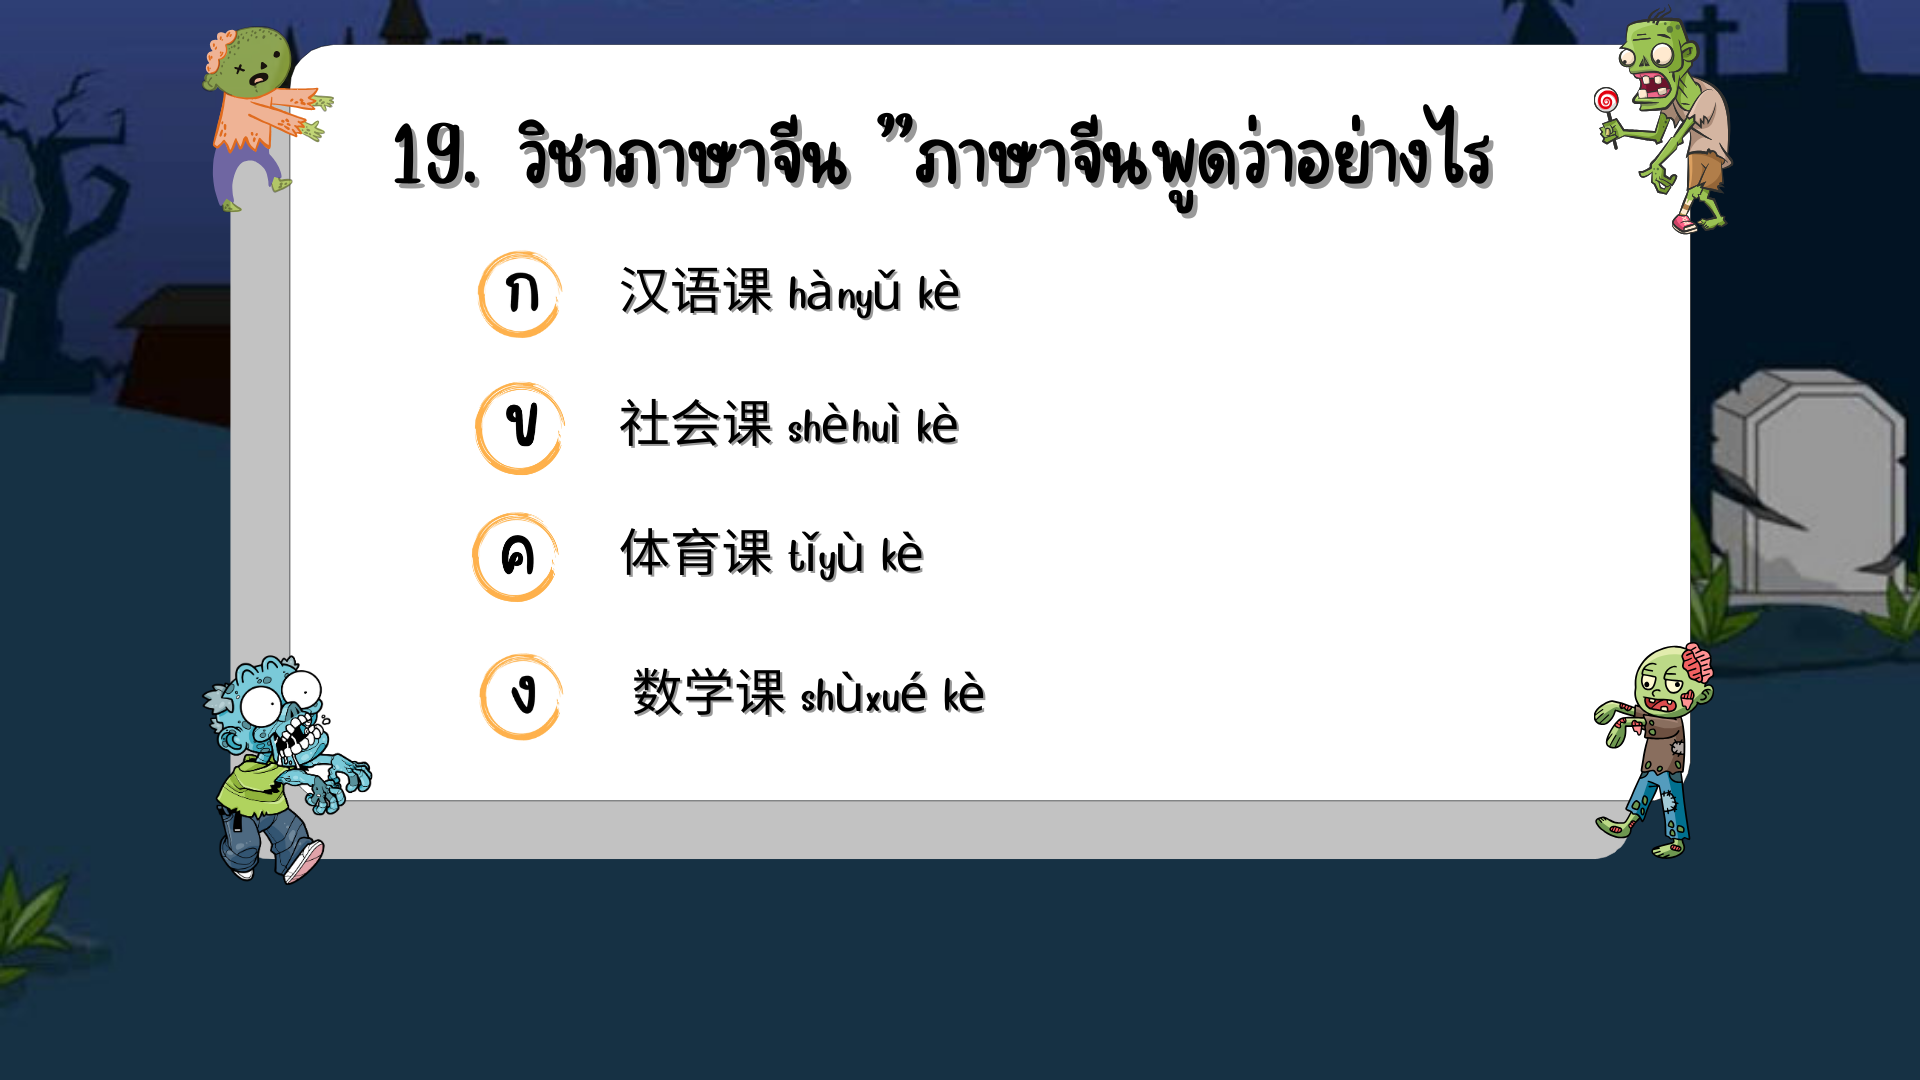 19. วิชาภาษาจีน ”ภาษาจีนพูดว่าอย่างไร
ก 汉语课 hànyǔ kè
ข 社会课 shèhuì kè
ค 体育课 tǐyù kè
ง 数学课 shùxué kè